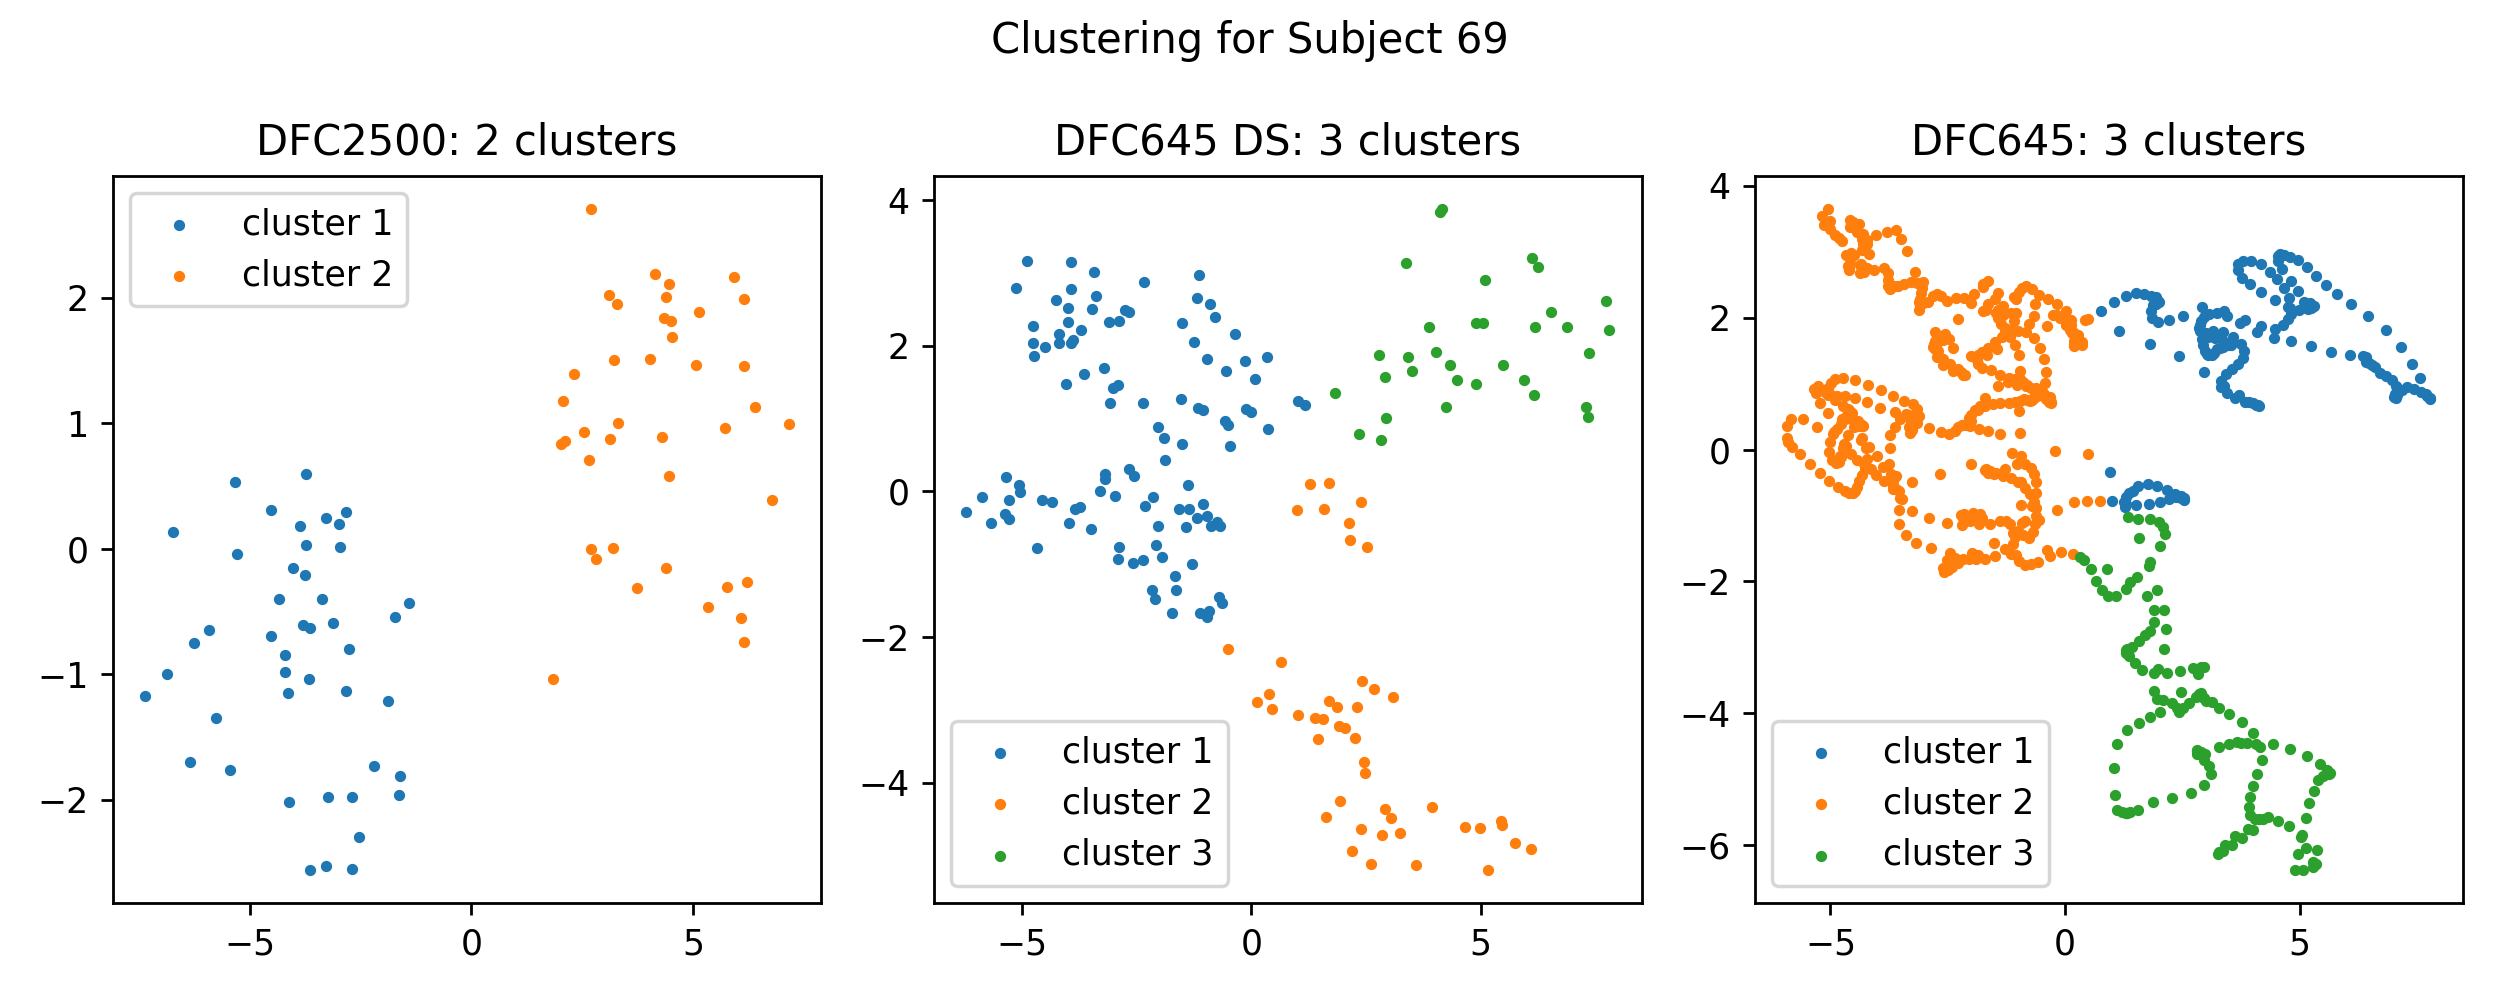 Clustering for Subject 69
DFC2500: 2 clusters
DFC645 DS: 3 clusters
DFC645: 3 clusters
cluster 1
cluster 2
2
1
0
−1
−2
−5
0
5
4
2
0
−2
−4
cluster 1
cluster 2
cluster 3
−5
0
5
4
2
0
−2
−4
−6
cluster 1
cluster 2
cluster 3
−5
0
5